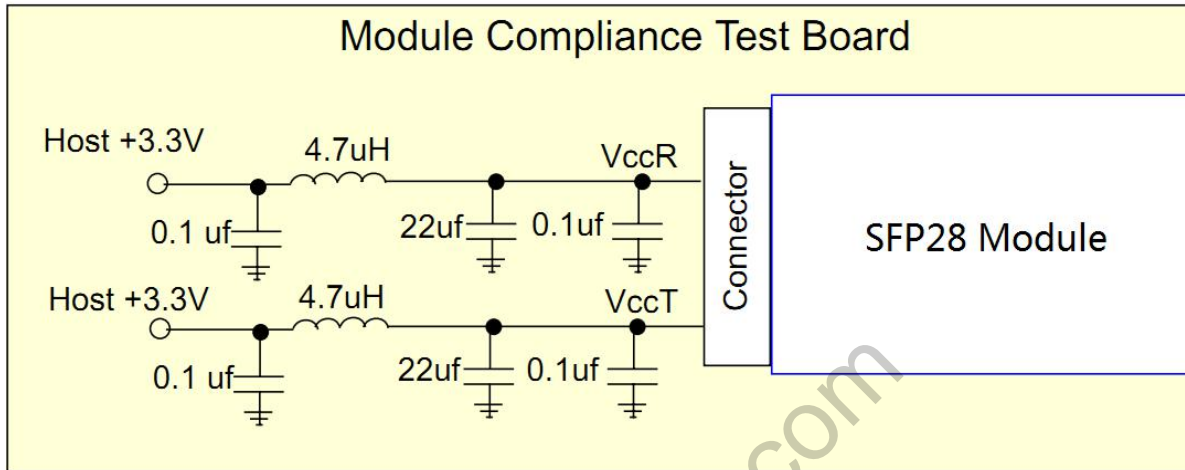 Module Compliance Test Board
Host +3.3V
4.7uH
VccR
0.1 uf
22uf
0.1uf
Host +3.3V
4.7uH
VccT
0.1 uf
22uf
0.1uf
Connector
SFP28 Module
com